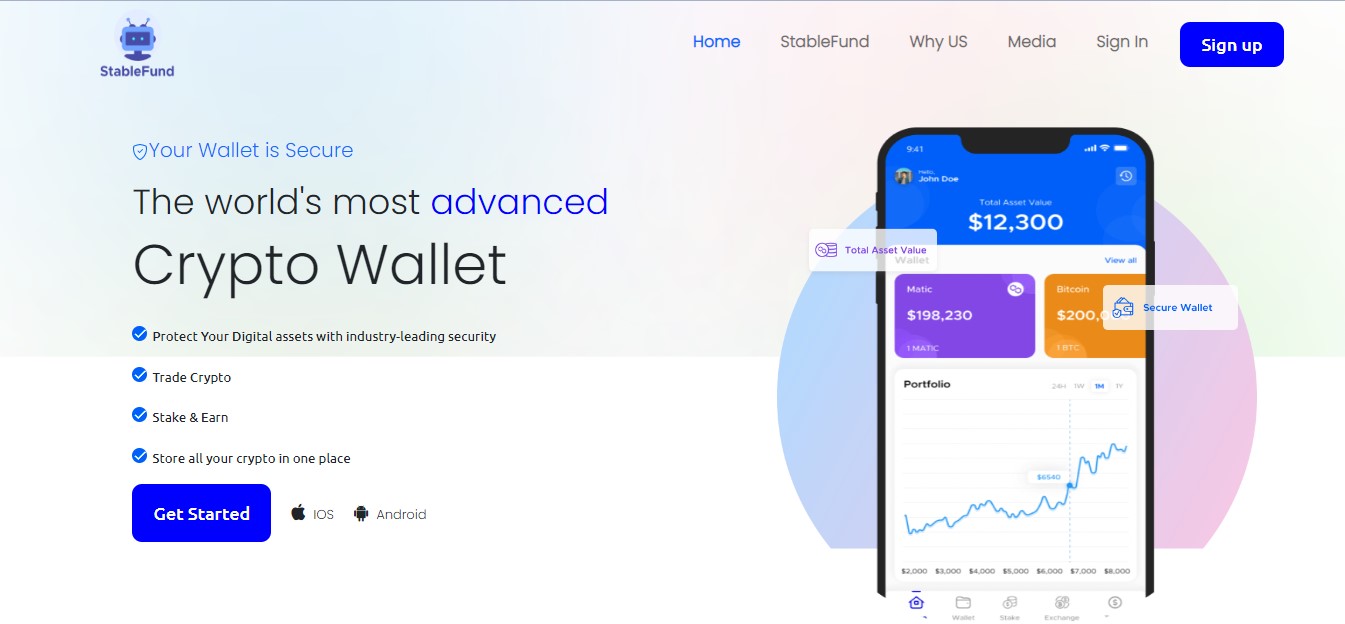 StableFund
Home
StableFund
Why US
Media
Sign In
Sign up
Your Wallet is Secure
The world's most advanced
Crypto Wallet
Protect Your Digital assets with industry-leading security
Trade Crypto
Stake & Earn
Store all your crypto in one place
Get Started
IOS
Android
9:41
Hello,
John Doe
Total Asset Value
$12,300
Total Asset Value
Wallet
View all
Matic
$198,230
1 MATIC
Bitcoin
$200,0
1 BTC
Secure Wallet
Portfolio
24H 1W 1M 1Y
$6540
$2,000 $3,000 $4,000 $5,000 $6,000 $7,000 $8,000
Wallet
Stake
Exchange